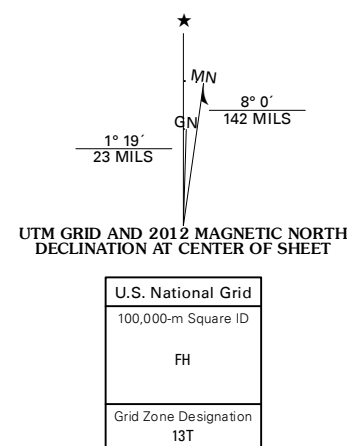 MN
8° 0´
142 MILS
GN
1° 19´
23 MILS
UTM GRID AND 2012 MAGNETIC NORTH
DECLINATION AT CENTER OF SHEET
U.S. National Grid
100,000-m Square ID
FH
Grid Zone Designation
13T